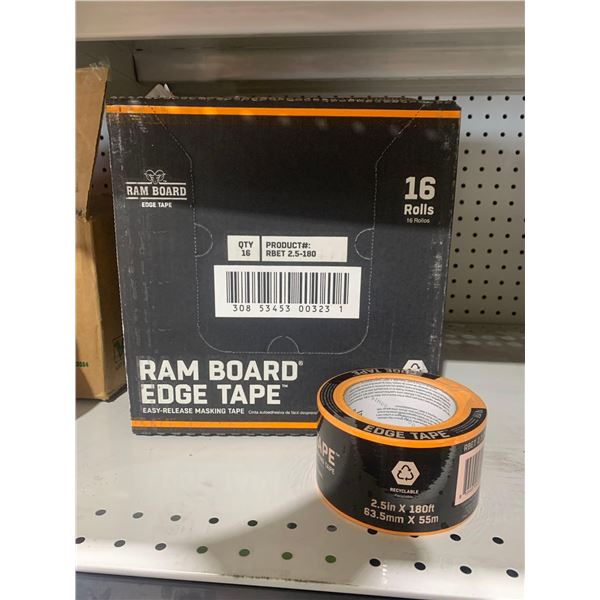 RAM BOARD
EDGE TAPE
16
Rolls
16 Rollos
QTY
16
PRODUCT#:
RBET 2.5-180
308 53453 00323 1
RAM BOARD®
EDGE TAPE™
EASY-RELEASE MASKING TAPE
EDGE TAPE
APE™
RECYCLABLE
2.5in X 180ft
63.5mm X 55m